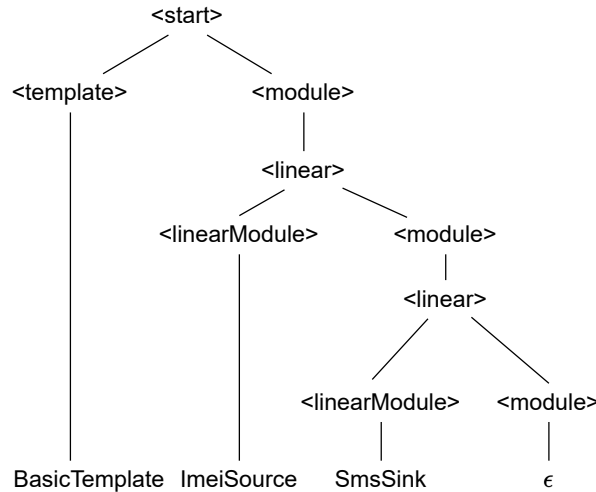 <start>
<template> <module>
<linear>
<linearModule> <module>
<linear>
<linearModule> <module>
BasicTemplate ImeiSource SmsSink ϵ